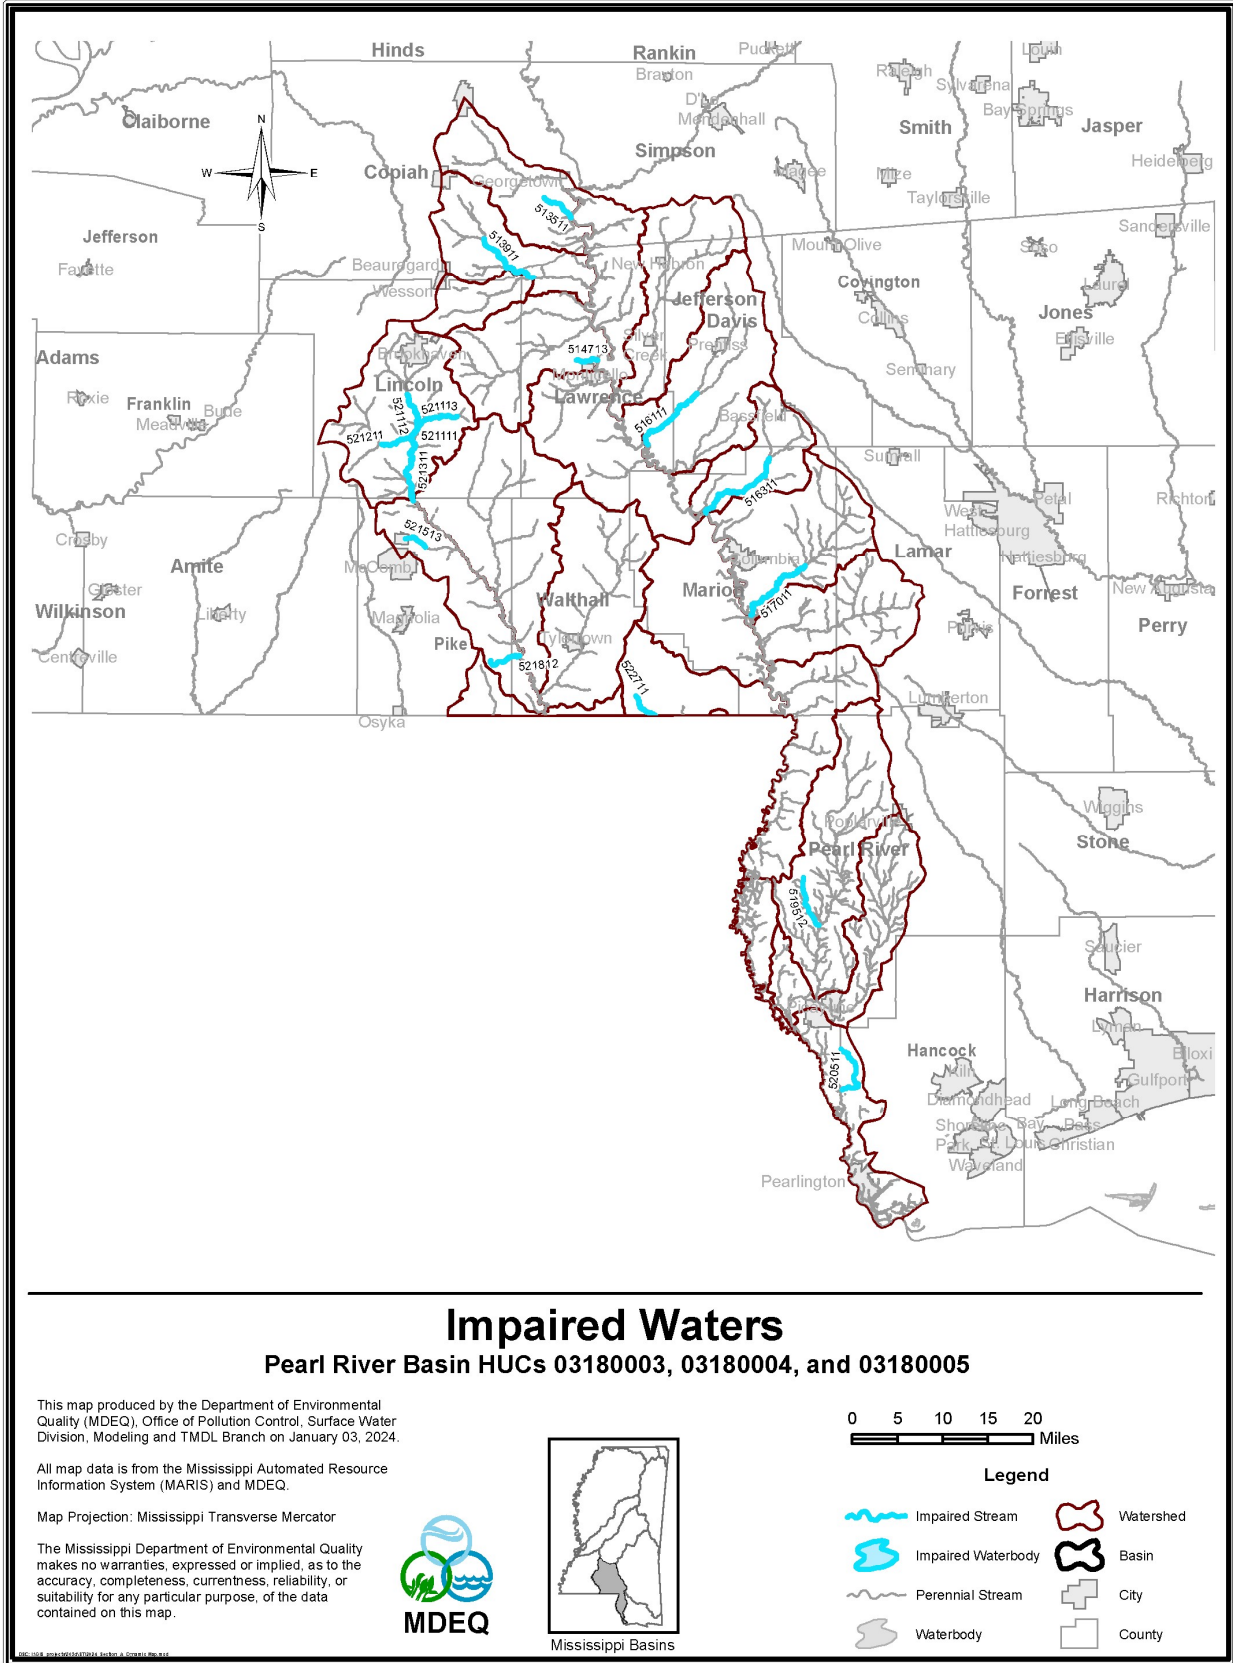 Hinds
Rankin
Puckett
Louin
Braxton
Raleigh
Sylvarena
D'Lo
Mendenhall
Bay Springs
Claiborne
Smith
Jasper
N
W
E
S
Simpson
Heidelberg
Copiah
Georgetown
Magee
Mize
Taylorsville
513511
Sandersville
Jefferson
513911
Mount Olive
Soso
Fayette
Beauregard
New Hebron
Covington
Laurel
Wesson
Jefferson
Davis
Collins
Jones
Ellisville
Silver
Creek
Prentiss
Adams
Brookhaven
514713
Monticello
Seminary
Lincoln
Lawrence
Roxie
Franklin
Bude
Meadville
521112
521113
516111
Bassfield
521211
521111
521311
Sumrall
516311
Petal
Richton
West
Hattiesburg
521513
Crosby
Hattiesburg
Columbia
Lamar
Amite
McComb
Gloster
Marion
Forrest
New Augusta
Wilkinson
Liberty
Magnolia
Walthall
517011
Purvis
Perry
Pike
Tylertown
Centreville
521812
522711
Lumberton
Osyka
Poplarville
Wiggins
Pearl River
Stone
519512
Saucier
Picayune
Harrison
Lyman
Hancock
Biloxi
520511
Kiln
Gulfport
Diamondhead
Long Beach
Shoreline
Park
Bay
St. Louis
Pass
Christian
Waveland
Pearlington
Impaired Waters
Pearl River Basin HUCs 03180003, 03180004, and 03180005
This map produced by the Department of Environmental
Quality (MDEQ), Office of Pollution Control, Surface Water
Division, Modeling and TMDL Branch on January 03, 2024.
All map data is from the Mississippi Automated Resource
Information System (MARIS) and MDEQ.
Map Projection: Mississippi Transverse Mercator
The Mississippi Department of Environmental Quality
makes no warranties, expressed or implied, as to the
accuracy, completeness, currentness, reliability, or
suitability for any particular purpose, of the data
contained on this map.
MDEQ
Mississippi Basins
0 5 10 15 20
Miles
Legend
Impaired Stream
Watershed
Impaired Waterbody
Basin
Perennial Stream
City
Waterbody
County